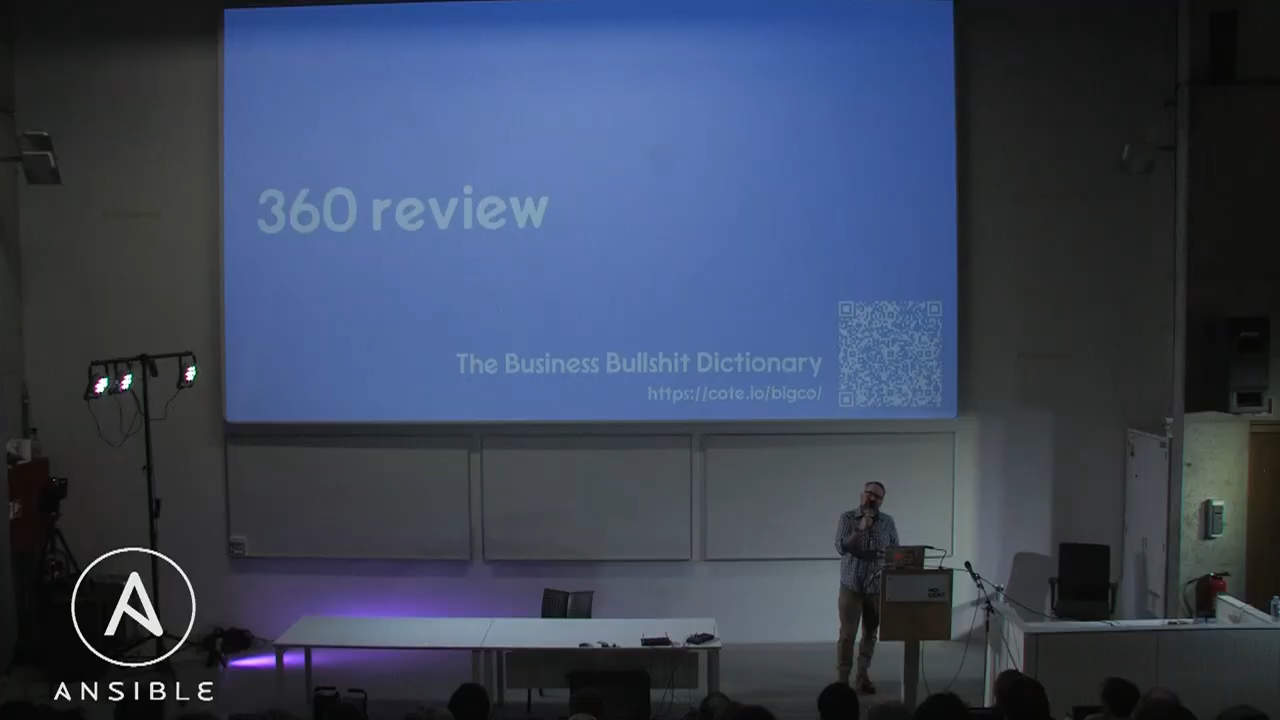 360 review
The Business Bullshit Dictionary
https://cote.io/bigco/
ANSIBLE